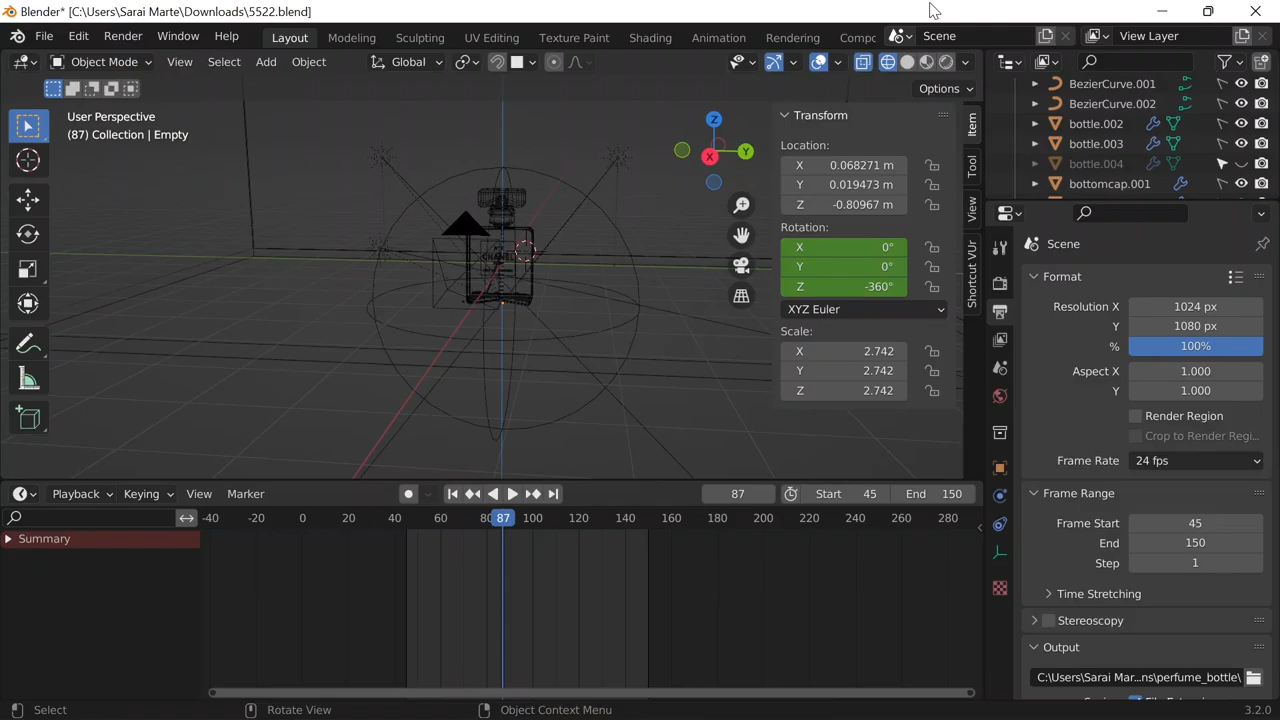 Blender* [C:\Users\Sarai Marte\Downloads\5522.blend]
File Edit Render Window Help Layout Modeling Sculpting UV Editing Texture Paint Shading Animation Rendering Compc Scene View Layer
Object Mode View Select Add Object Global
Options
User Perspective
(87) Collection | Empty
Z
Y
X
Transform
Location:
X 0.068271 m
Y 0.019473 m
Z -0.80967 m
Rotation:
X 0°
Y 0°
Z -360°
XYZ Euler
Scale:
X 2.742
Y 2.742
Z 2.742
Item
Tool
View
Shortcut VUr
BezierCurve.001
BezierCurve.002
bottle.002
bottle.003
bottle.004
bottomcap.001
Scene
Format
Resolution X 1024 px
Y 1080 px
% 100%
Aspect X 1.000
Y 1.000
Render Region
Crop to Render Regi...
Frame Rate 24 fps
Frame Range
Frame Start 45
End 150
Step 1
Time Stretching
Stereoscopy
Output
C:\Users\Sarai Mar...ns\perfume_bottle\
Playback Keying View Marker 87 Start 45 End 150
-40 -20 0 20 40 60 80 87 100 120 140 160 180 200 220 240 260 280
Summary
Select Rotate View Object Context Menu 3.2.0